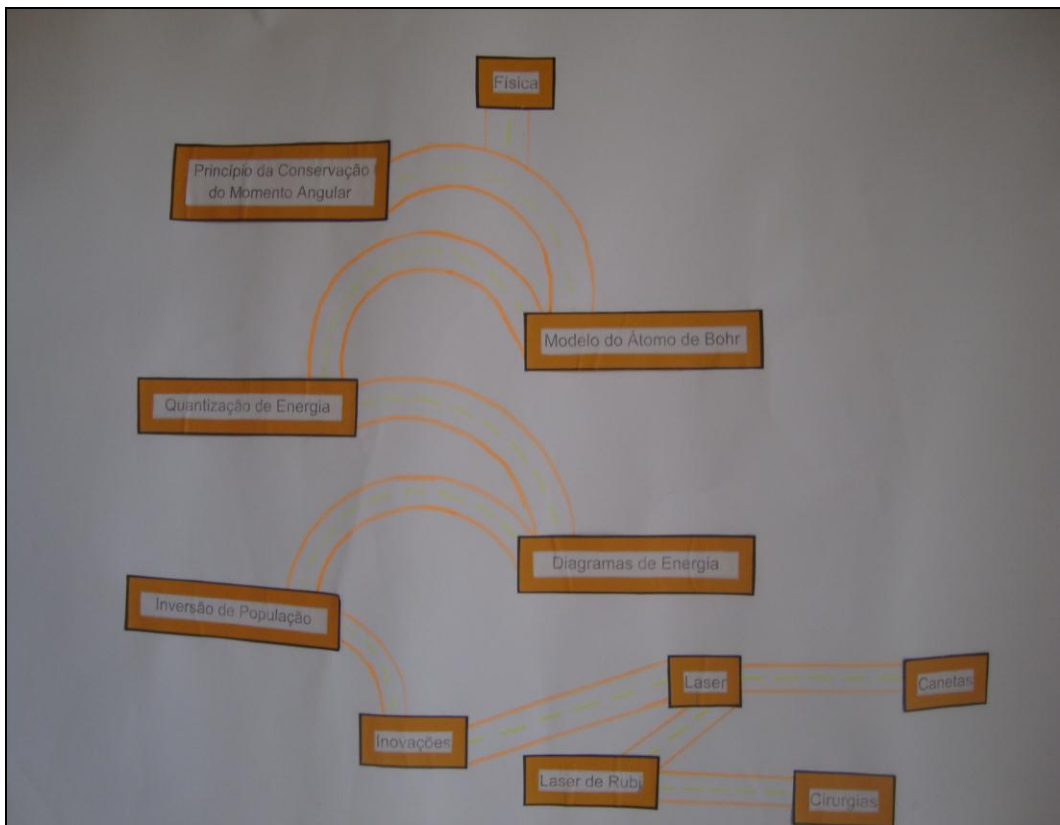 Física
Princípio da Conservação
do Momento Angular
Modelo do Átomo de Bohr
Quantização de Energia
Diagramas de Energia
Inversão de População
Laser
Canetas
Inovações
Laser de Rubi
Cirurgias